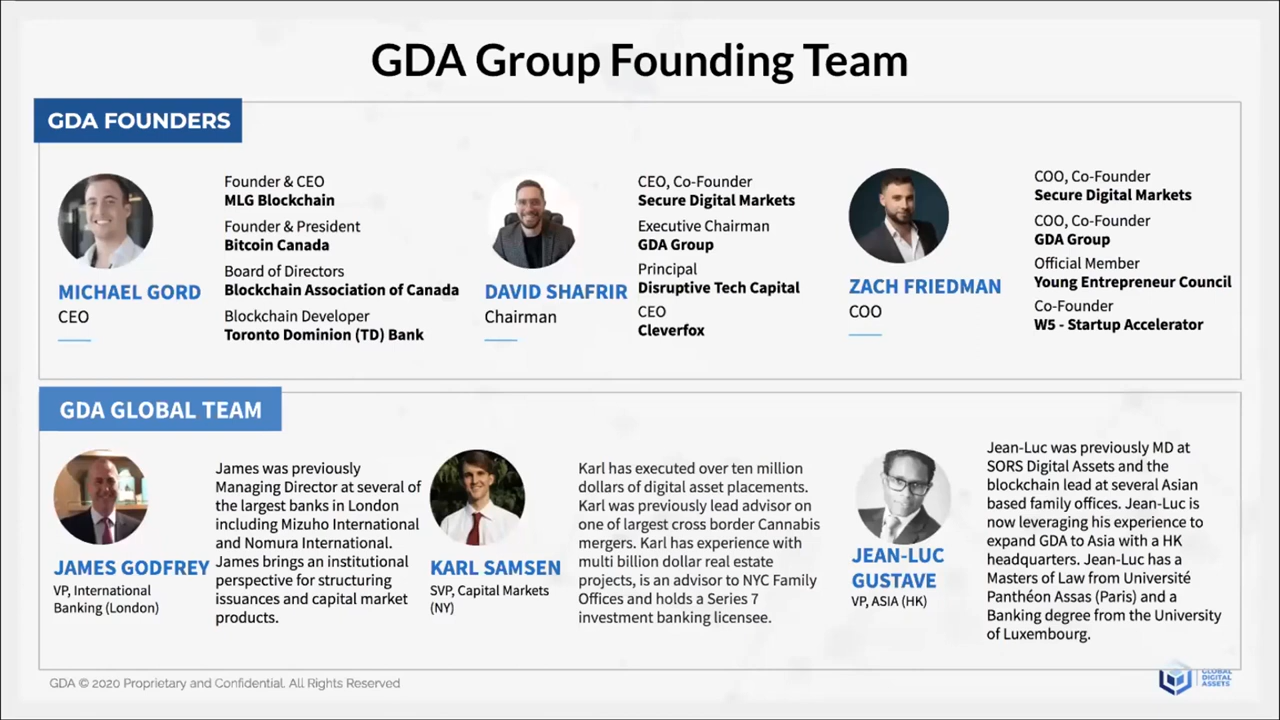 GDA Group Founding Team
GDA FOUNDERS
MICHAEL GORD
CEO
Founder & CEO
MLG Blockchain
Founder & President
Bitcoin Canada
Board of Directors
Blockchain Association of Canada
Blockchain Developer
Toronto Dominion (TD) Bank
DAVID SHAFRIR
Chairman
CEO, Co-Founder
Secure Digital Markets
Executive Chairman
GDA Group
Principal
Disruptive Tech Capital
CEO
Cleverfox
ZACH FRIEDMAN
COO
COO, Co-Founder
Secure Digital Markets
COO, Co-Founder
GDA Group
Official Member
Young Entrepreneur Council
Co-Founder
W5 - Startup Accelerator
GDA GLOBAL TEAM
JAMES GODFREY
VP, International
Banking (London)
James was previously
Managing Director at several of
the largest banks in London
including Mizuho International
and Nomura International.
James brings an institutional
perspective for structuring
issuances and capital market
products.
KARL SAMSEN
SVP, Capital Markets
(NY)
Karl has executed over ten million
dollars of digital asset placements.
Karl was previously lead advisor on
one of largest cross border Cannabis
mergers. Karl has experience with
multi billion dollar real estate
projects, is an advisor to NYC Family
Offices and holds a Series 7
investment banking licensee.
JEAN-LUC
GUSTAVE
VP, ASIA (HK)
Jean-Luc was previously MD at
SORS Digital Assets and the
blockchain lead at several Asian
based family offices. Jean-Luc is
now leveraging his experience to
expand GDA to Asia with a HK
headquarters. Jean-Luc has a
Masters of Law from Université
Panthéon Assas (Paris) and a
Banking degree from the University
of Luxembourg.
GDA © 2020 Proprietary and Confidential. All Rights Reserved
GLOBAL
DIGITAL
ASSETS